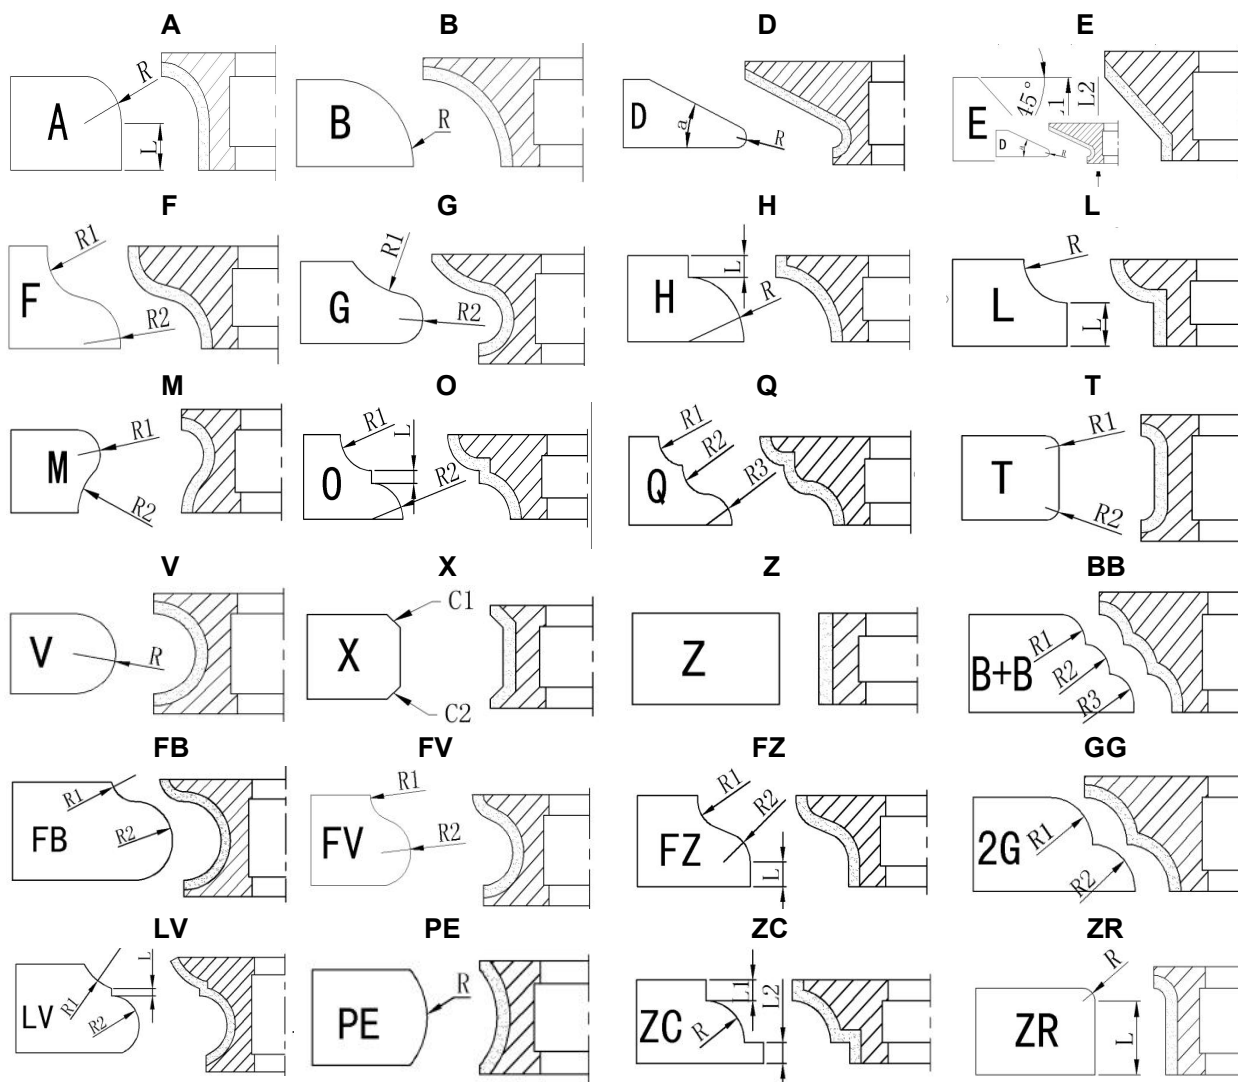 A B D E
A R L
B R
D a R
E 45° L1 L2
D a R
F G H L
F R1 R2
G R1 R2
H L R
L R L
M O Q T
M R1 R2
O R1 L R2
Q R1 R2 R3
T R1 R2
V X Z BB
V R
X C1 C2
Z
B+B R1 R2 R3
FB FV FZ GG
FB R1 R2
FV R1 R2
FZ R1 R2 L
2G R1 R2
LV PE ZC ZR
LV R1 R2 L
PE R
ZC R L1 L2
ZR R L